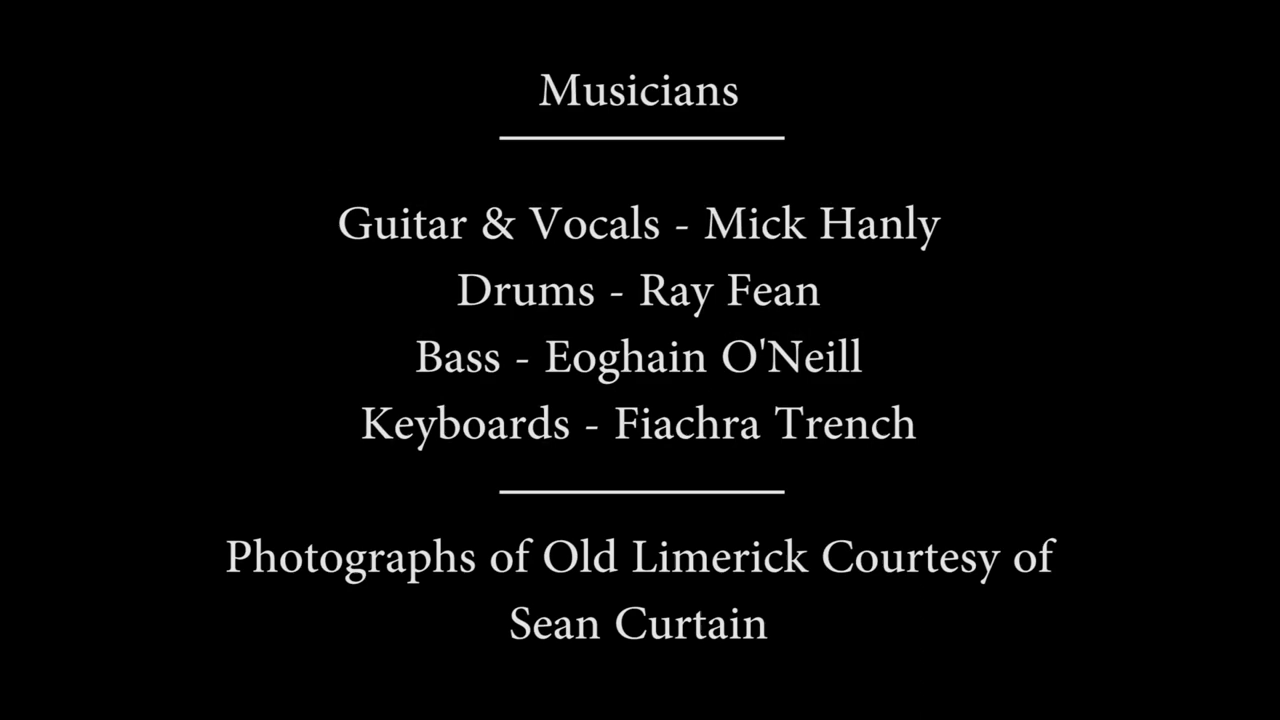 Musicians
Guitar & Vocals - Mick Hanly
Drums - Ray Fean
Bass - Eoghain O'Neill
Keyboards - Fiachra Trench
Photographs of Old Limerick Courtesy of
Sean Curtain